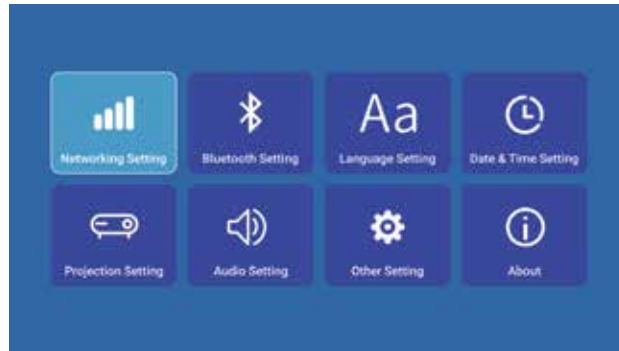 Networking Setting
Bluetooth Setting
Aa
Language Setting
Date & Time Setting
Projection Setting
Audio Setting
Other Setting
About